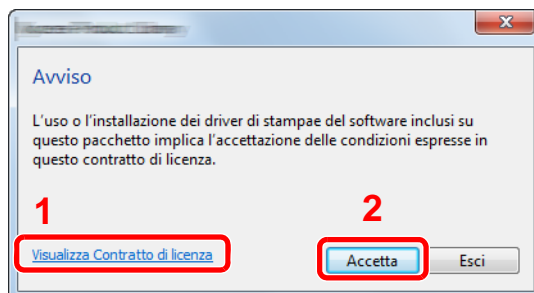 Avviso
L'uso o l'installazione dei driver di stampae del software inclusi su
questo pacchetto implica l'accettazione delle condizioni espresse in
questo contratto di licenza.
1
2
Visualizza Contratto di licenza
Accetta
Esci